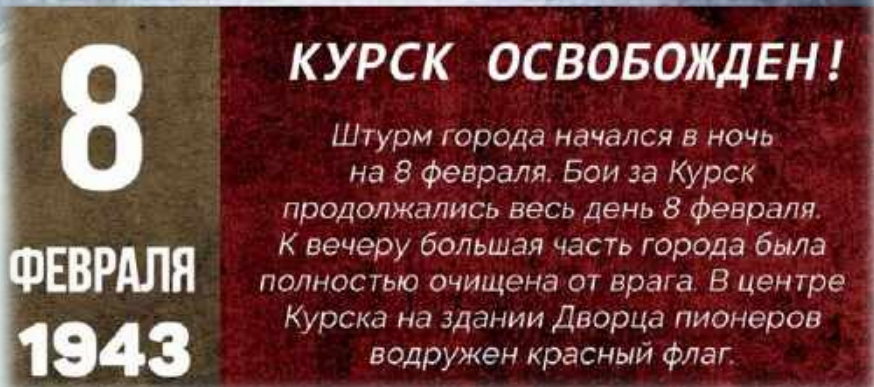 8
ФЕВРАЛЯ
1943
КУРСК ОСВОБОЖДЕН!
Штурм города начался в ночь
на 8 февраля. Бои за Курск
продолжались весь день 8 февраля.
К вечеру большая часть города была
полностью очищена от врага. В центре
Курска на здании Дворца пионеров
водружен красный флаг.